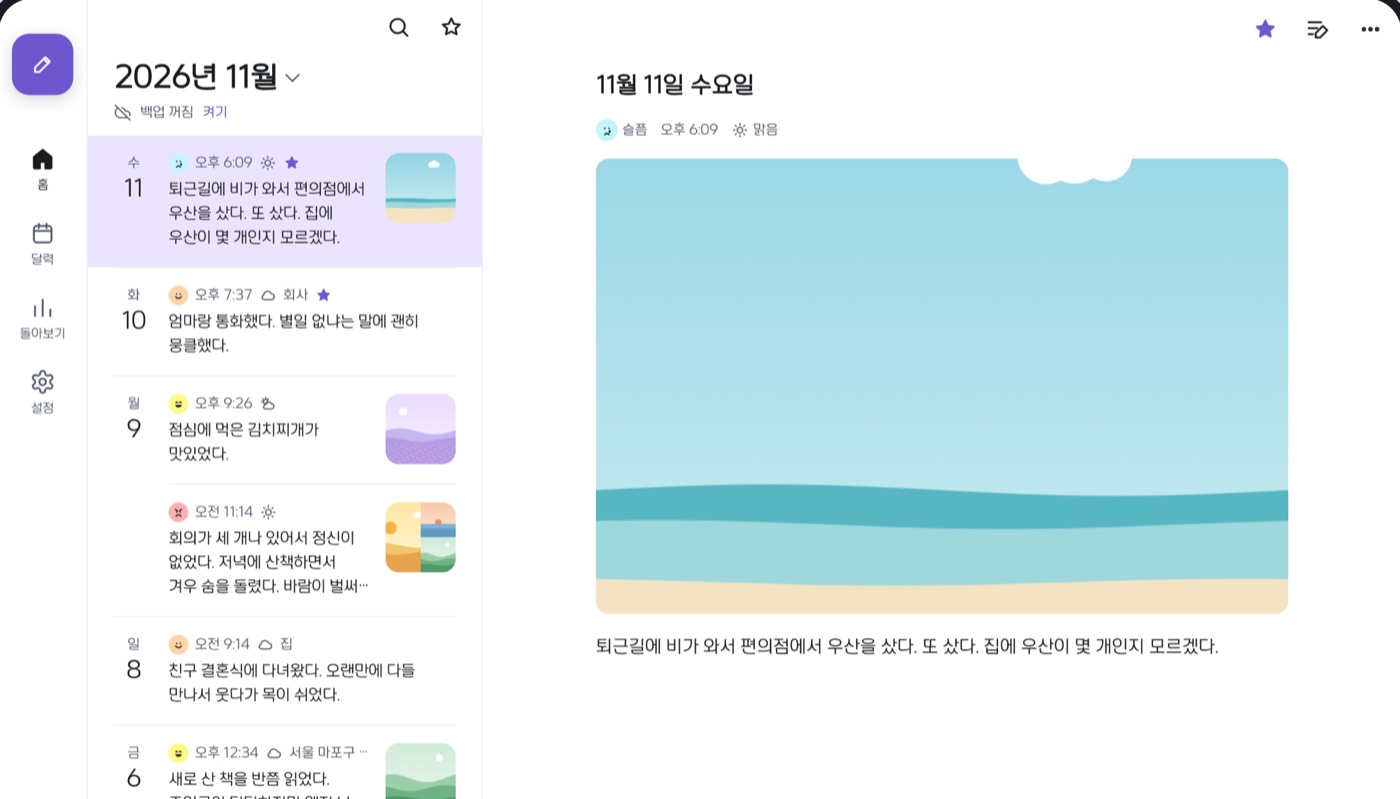 홈
달력
돌아보기
설정
2026년 11월
백업 꺼짐 켜기
수
11
오후 6:09
퇴근길에 비가 와서 편의점에서
우산을 샀다. 또 샀다. 집에
우산이 몇 개인지 모르겠다.
화
10
오후 7:37 회사
엄마랑 통화했다. 별일 없냐는 말에 괜히
뭉클했다.
월
9
오후 9:26
점심에 먹은 김치찌개가
맛있었다.
오전 11:14
회의가 세 개나 있어서 정신이
없었다. 저녁에 산책하면서
겨우 숨을 돌렸다. 바람이 벌써…
일
8
오전 9:14 집
친구 결혼식에 다녀왔다. 오랜만에 다들
만나서 웃다가 목이 쉬었다.
금
6
오후 12:34 서울 마포구 …
새로 산 책을 반쯤 읽었다.
11월 11일 수요일
슬픔 오후 6:09 맑음
퇴근길에 비가 와서 편의점에서 우산을 샀다. 또 샀다. 집에 우산이 몇 개인지 모르겠다.